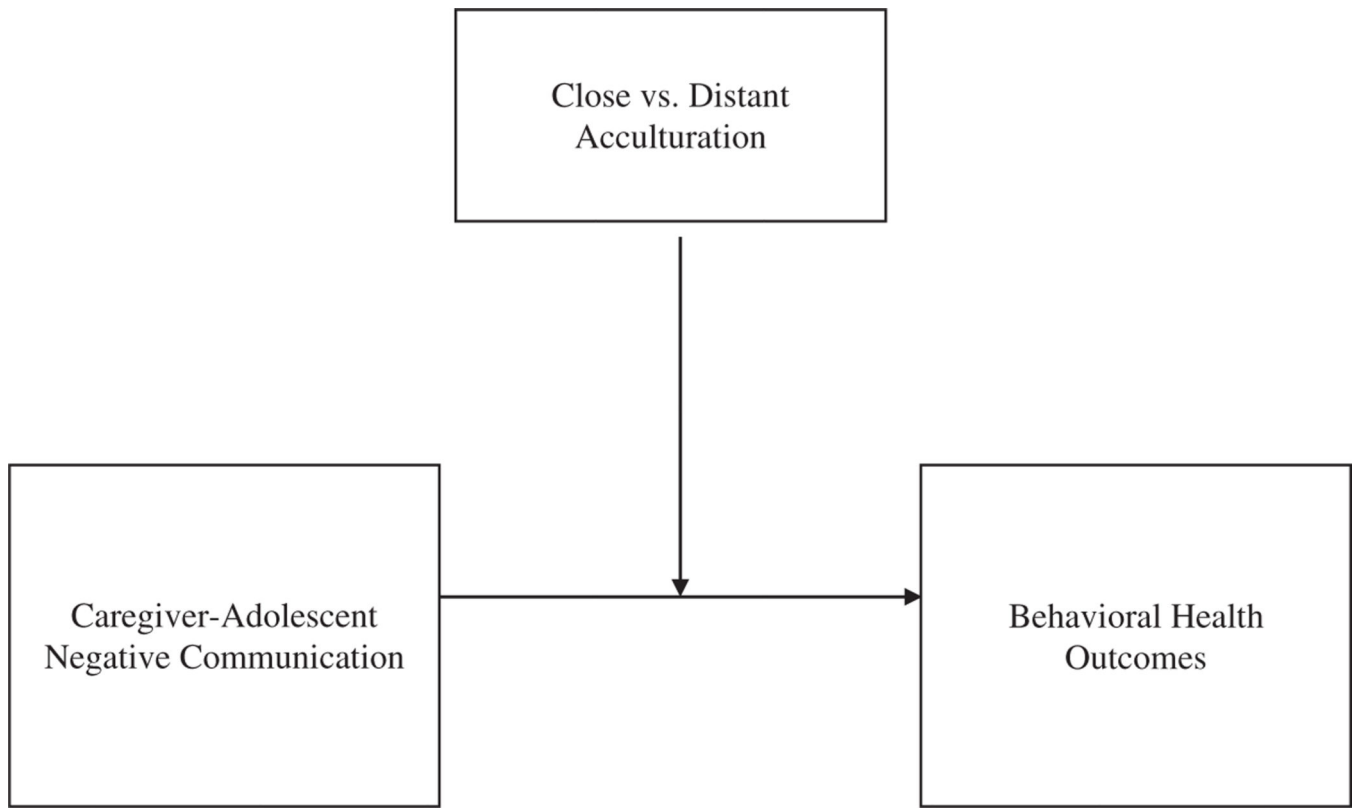 Close vs. Distant
Acculturation
Caregiver-Adolescent
Negative Communication
Behavioral Health
Outcomes